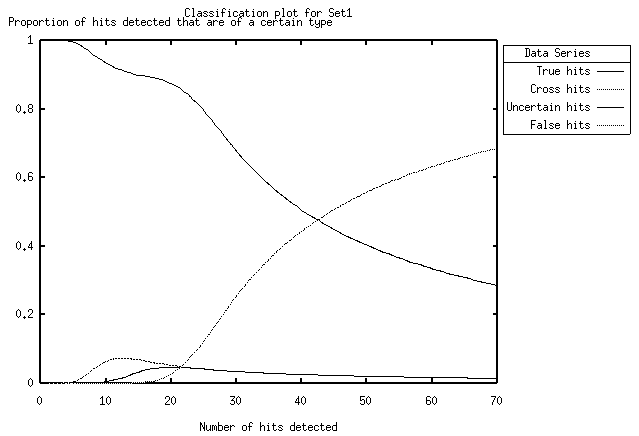 Classification plot for Set1
Proportion of hits detected that are of a certain type
1
0.8
0.6
0.4
0.2
0
0 10 20 30 40 50 60 70
Number of hits detected
Data Series
True hits
Cross hits
Uncertain hits
False hits